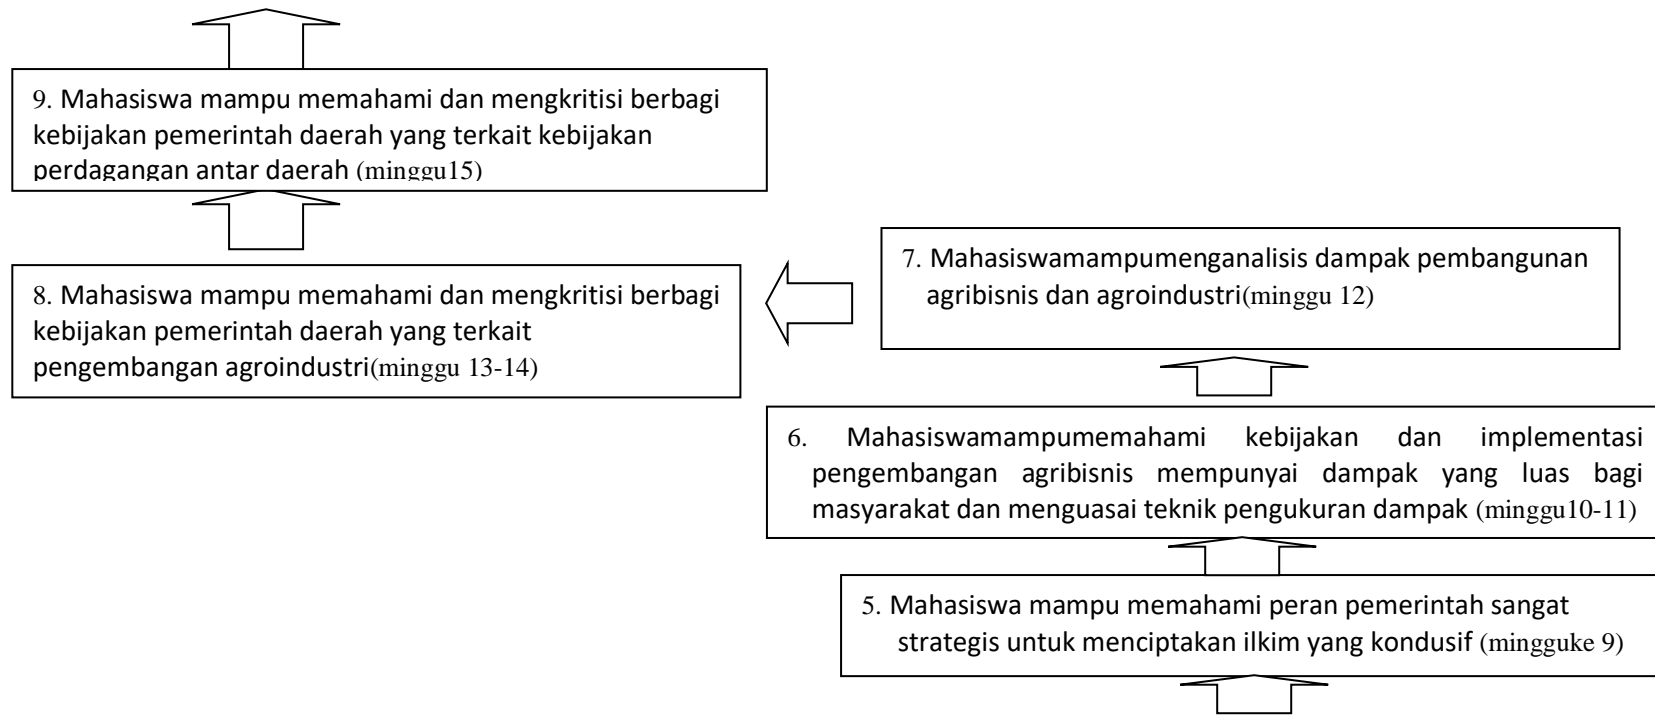 9. Mahasiswa mampu memahami dan mengkritisi berbagi
kebijakan pemerintah daerah yang terkait kebijakan
perdagangan antar daerah (minggu15)
8. Mahasiswa mampu memahami dan mengkritisi berbagi
kebijakan pemerintah daerah yang terkait
pengembangan agroindustri(minggu 13-14)
7. Mahasiswamampumenganalisis dampak pembangunan
agribisnis dan agroindustri(minggu 12)
6. Mahasiswamampumemahami kebijakan dan implementasi
pengembangan agribisnis mempunyai dampak yang luas bagi
masyarakat dan menguasai teknik pengukuran dampak (minggu10-11)
5. Mahasiswa mampu memahami peran pemerintah sangat
strategis untuk menciptakan ilkim yang kondusif (mingguke 9)